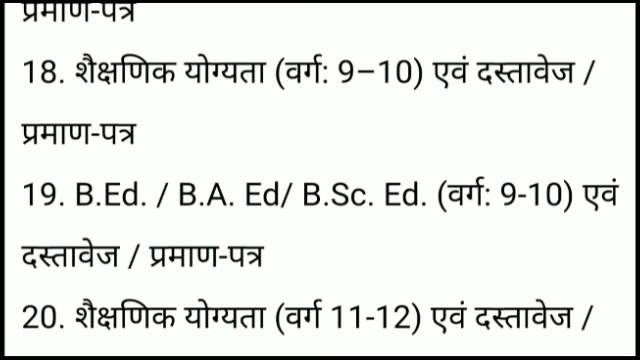 प्रमाण-पत्र
18. शैक्षणिक योग्यता (वर्ग: 9–10) एवं दस्तावेज /
प्रमाण-पत्र
19. B.Ed. / B.A. Ed/ B.Sc. Ed. (वर्ग: 9-10) एवं
दस्तावेज / प्रमाण-पत्र
20. शैक्षणिक योग्यता (वर्ग 11-12) एवं दस्तावेज /